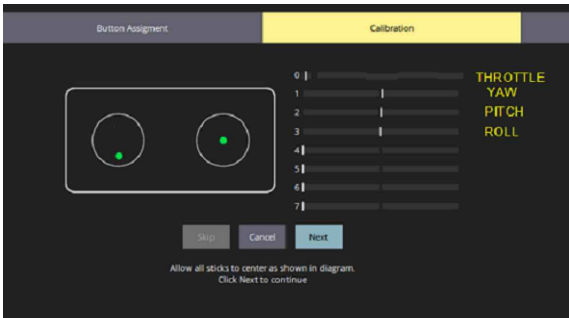 Button Assigment
Calibration
0 THROTTLE
1 YAW
2 PITCH
3 ROLL
4
5
6
7
Skip
Cancel
Next
Allow all sticks to center as shown in diagram.
Click Next to continue